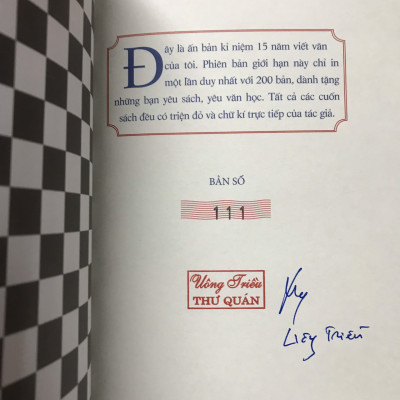 Đây là ấn bản kỉ niệm 15 năm viết văn
của tôi. Phiên bản giới hạn này chỉ in
một lần duy nhất với 200 bản, dành tặng
những bạn yêu sách, yêu văn học. Tất cả các cuốn
sách đều có triện đỏ và chữ kí trực tiếp của tác giả.
BẢN SỐ
111
Uông Triều
THƯ QUÁN
Triều